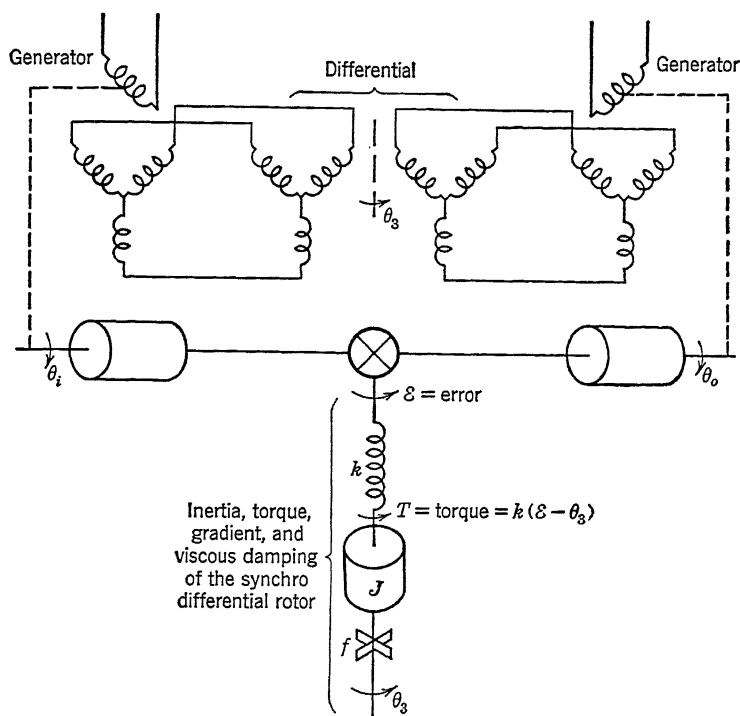 Generator
Differential
Generator
θ₃
θᵢ
θₒ
ℰ = error
k
T = torque = k(ℰ − θ₃)
Inertia, torque,
gradient, and
viscous damping
of the synchro
differential rotor
J
f
θ₃